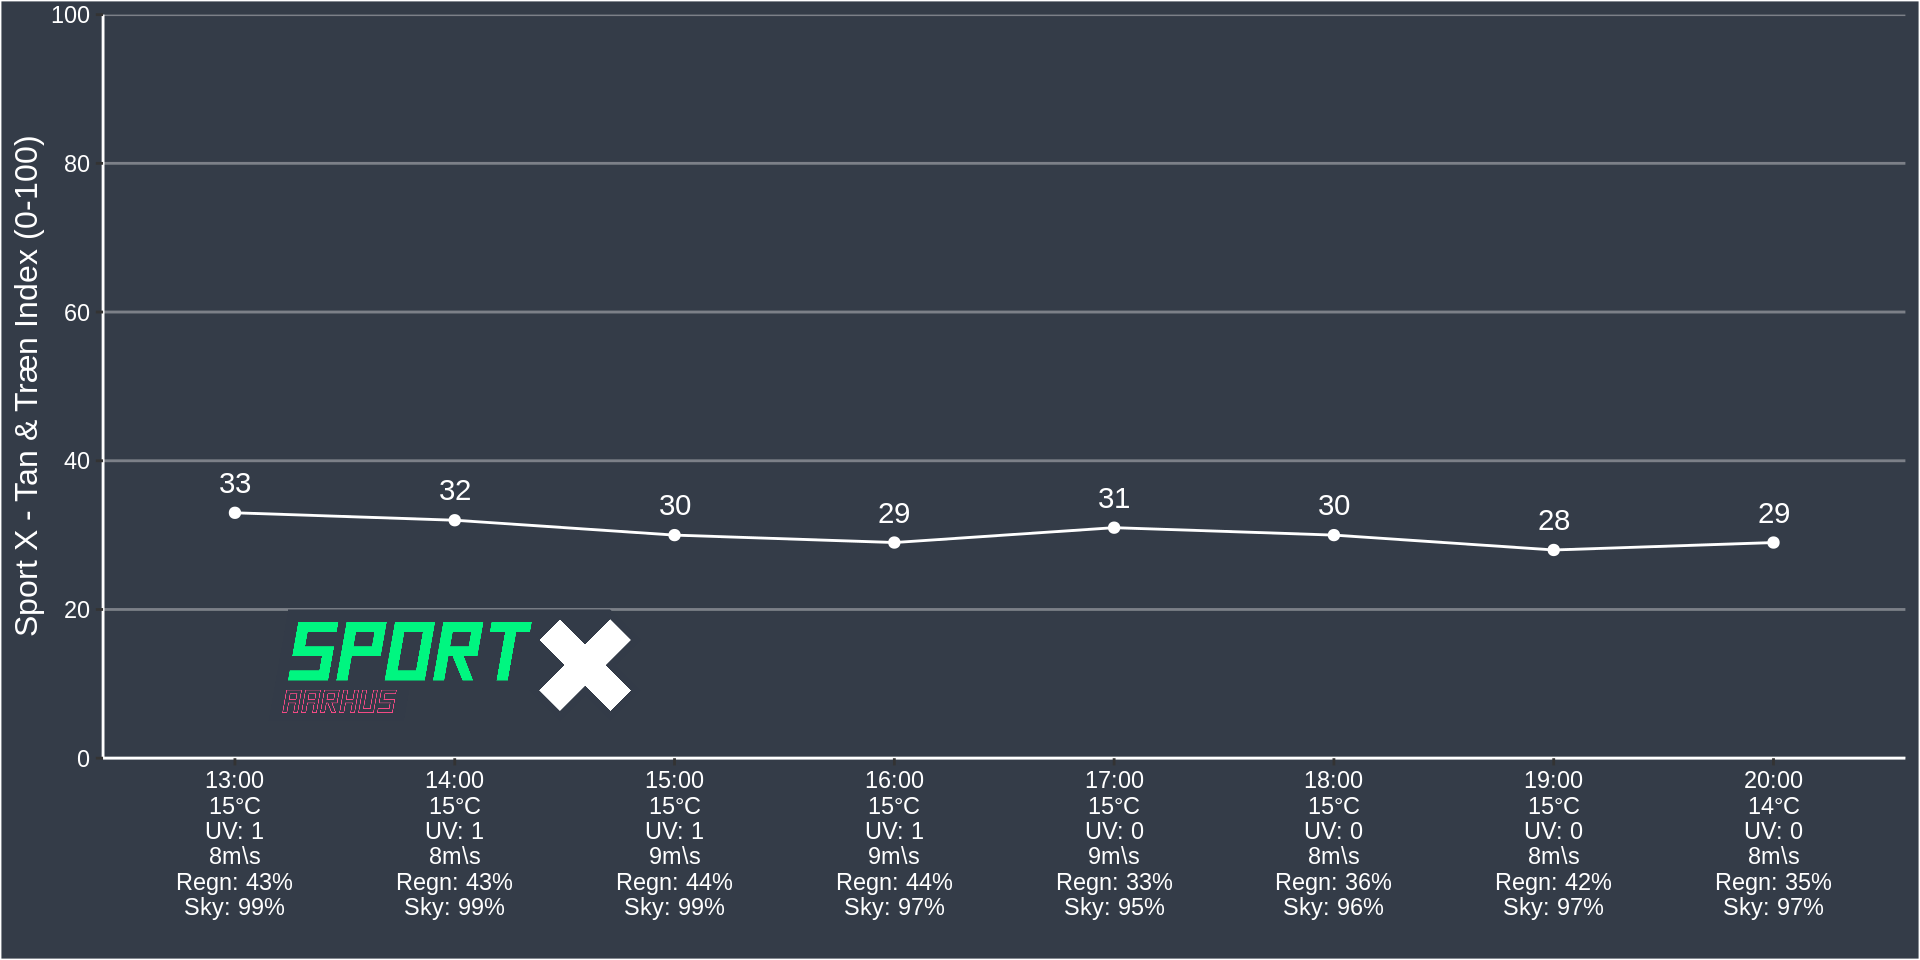 Sport X - Tan & Træn Index (0-100)
100
80
60
40
20
0
33
32
30
29
31
30
28
29
SPORT X
AARHUS
13:00
15°C
UV: 1
8m\s
Regn: 43%
Sky: 99%
14:00
15°C
UV: 1
8m\s
Regn: 43%
Sky: 99%
15:00
15°C
UV: 1
9m\s
Regn: 44%
Sky: 99%
16:00
15°C
UV: 1
9m\s
Regn: 44%
Sky: 97%
17:00
15°C
UV: 0
9m\s
Regn: 33%
Sky: 95%
18:00
15°C
UV: 0
8m\s
Regn: 36%
Sky: 96%
19:00
15°C
UV: 0
8m\s
Regn: 42%
Sky: 97%
20:00
14°C
UV: 0
8m\s
Regn: 35%
Sky: 97%